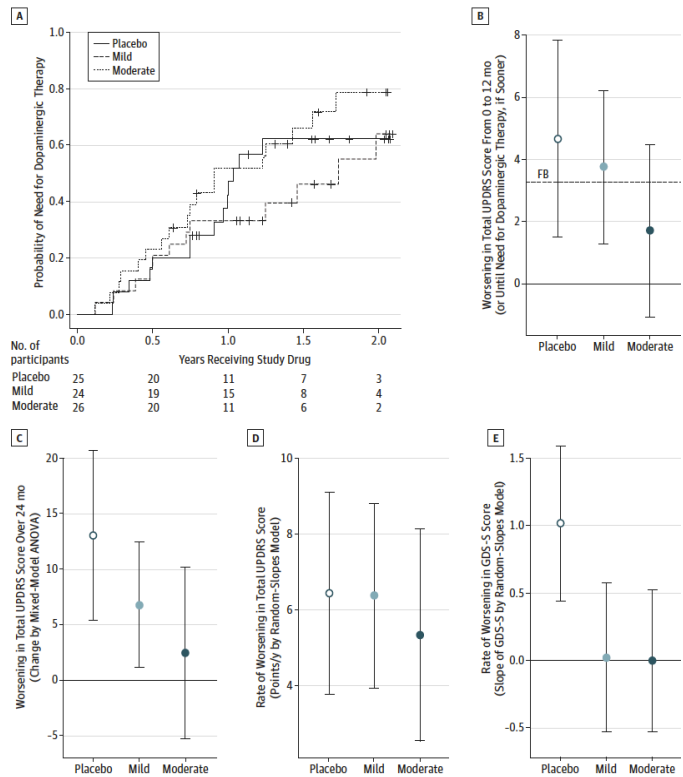 A
Probability of Need for Dopaminergic Therapy
1.0
0.8
0.6
0.4
0.2
0.0
Placebo
Mild
Moderate
0.0 0.5 1.0 1.5 2.0
Years Receiving Study Drug
No. of
participants
Placebo 25 20 11 7 3
Mild 24 19 15 8 4
Moderate 26 20 11 6 2
B
Worsening in Total UPDRS Score From 0 to 12 mo
(or Until Need for Dopaminergic Therapy, if Sooner)
8
6
4
2
0
FB
Placebo Mild Moderate
C
Worsening in Total UPDRS Score Over 24 mo
(Change by Mixed-Model ANOVA)
20
15
10
5
0
−5
Placebo Mild Moderate
D
Rate of Worsening in Total UPDRS Score
(Points/y by Random-Slopes Model)
10
8
6
4
Placebo Mild Moderate
E
Rate of Worsening in GDS-S Score
(Slope of GDS-S by Random-Slopes Model)
1.5
1.0
0.5
0.0
−0.5
Placebo Mild Moderate